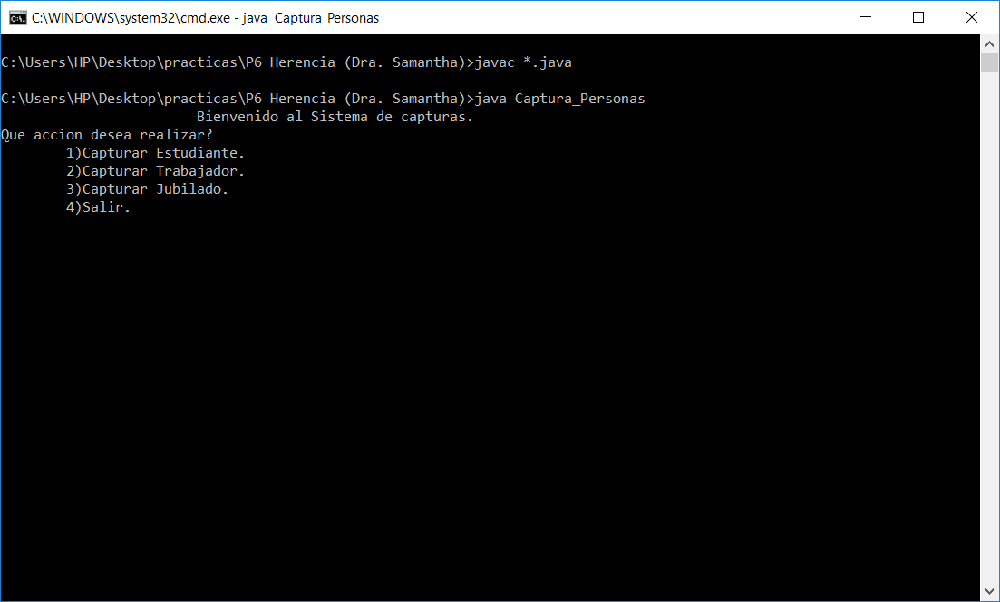 C:\WINDOWS\system32\cmd.exe - java  Captura_Personas
C:\Users\HP\Desktop\practicas\P6 Herencia (Dra. Samantha)>javac *.java
C:\Users\HP\Desktop\practicas\P6 Herencia (Dra. Samantha)>java Captura_Personas
Bienvenido al Sistema de capturas.
Que accion desea realizar?
1)Capturar Estudiante.
2)Capturar Trabajador.
3)Capturar Jubilado.
4)Salir.